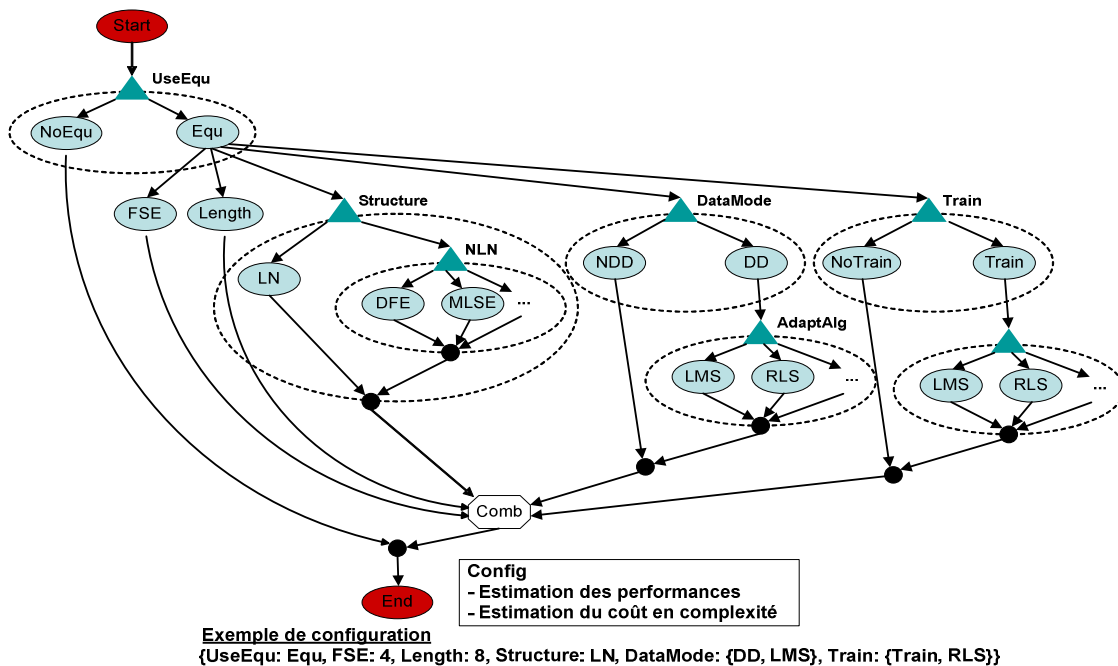 Start
UseEqu
NoEqu
Equ
FSE
Length
Structure
DataMode
Train
LN
NLN
NDD
DD
NoTrain
Train
DFE
MLSE
...
AdaptAlg
LMS
RLS
...
LMS
RLS
...
Comb
End
Config
- Estimation des performances
- Estimation du coût en complexité
Exemple de configuration
{UseEqu: Equ, FSE: 4, Length: 8, Structure: LN, DataMode: {DD, LMS}, Train: {Train, RLS}}